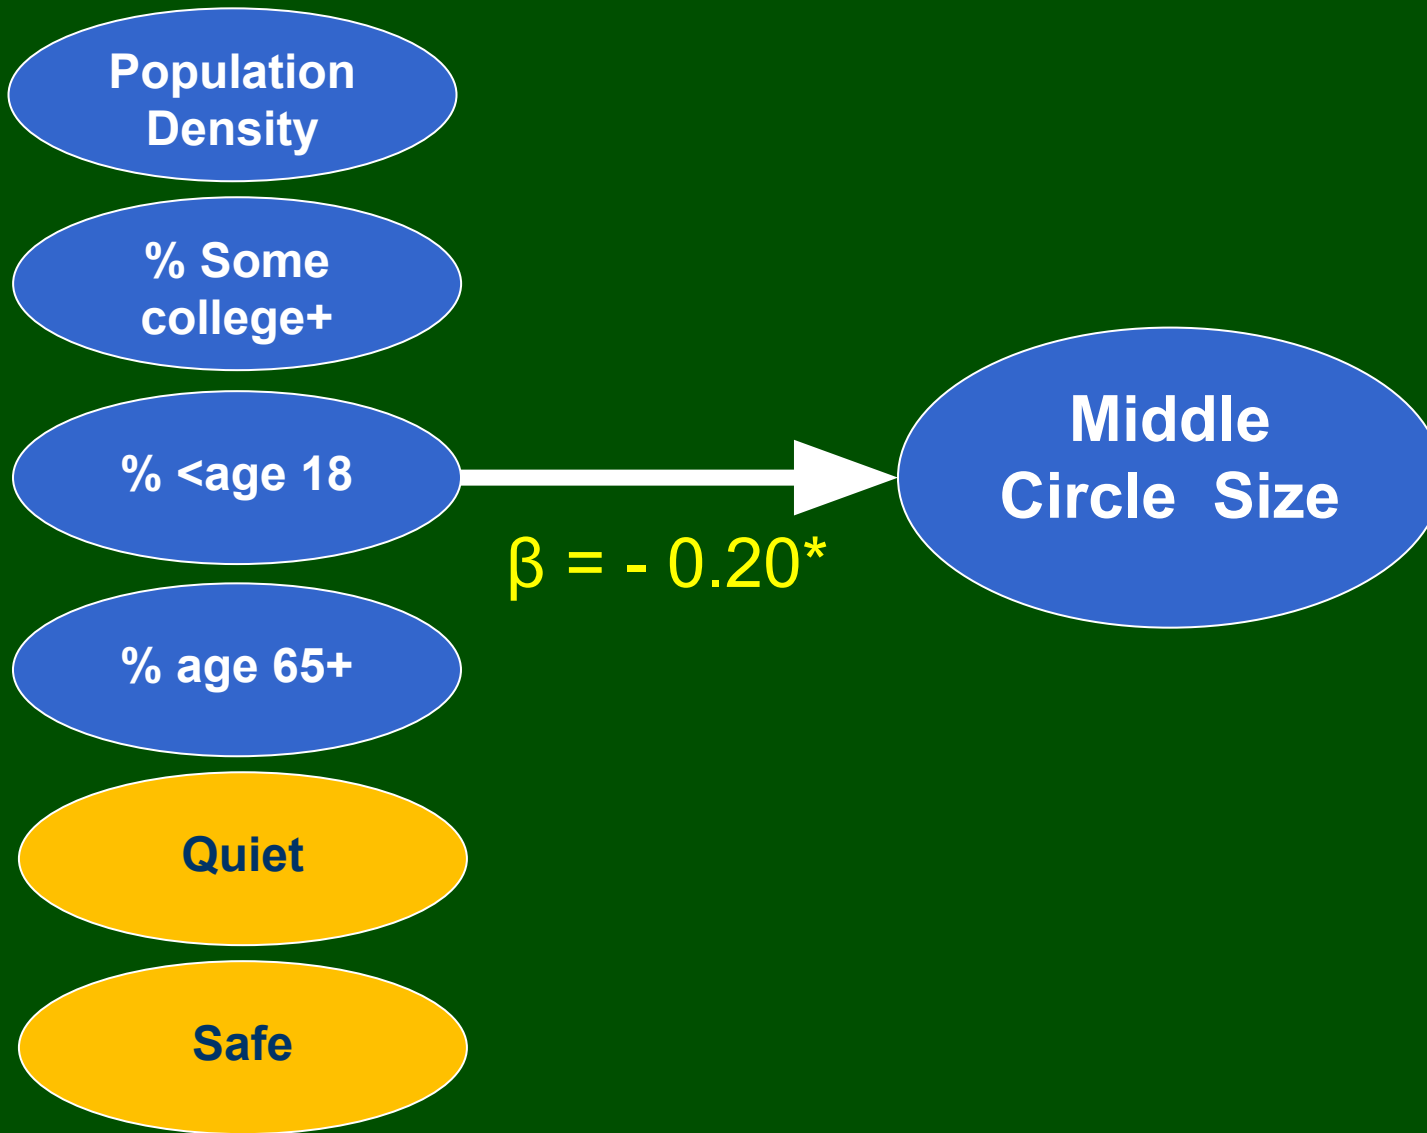 Population
Density
% Some
college+
% <age 18
% age 65+
Quiet
Safe
β = - 0.20*
Middle
Circle  Size